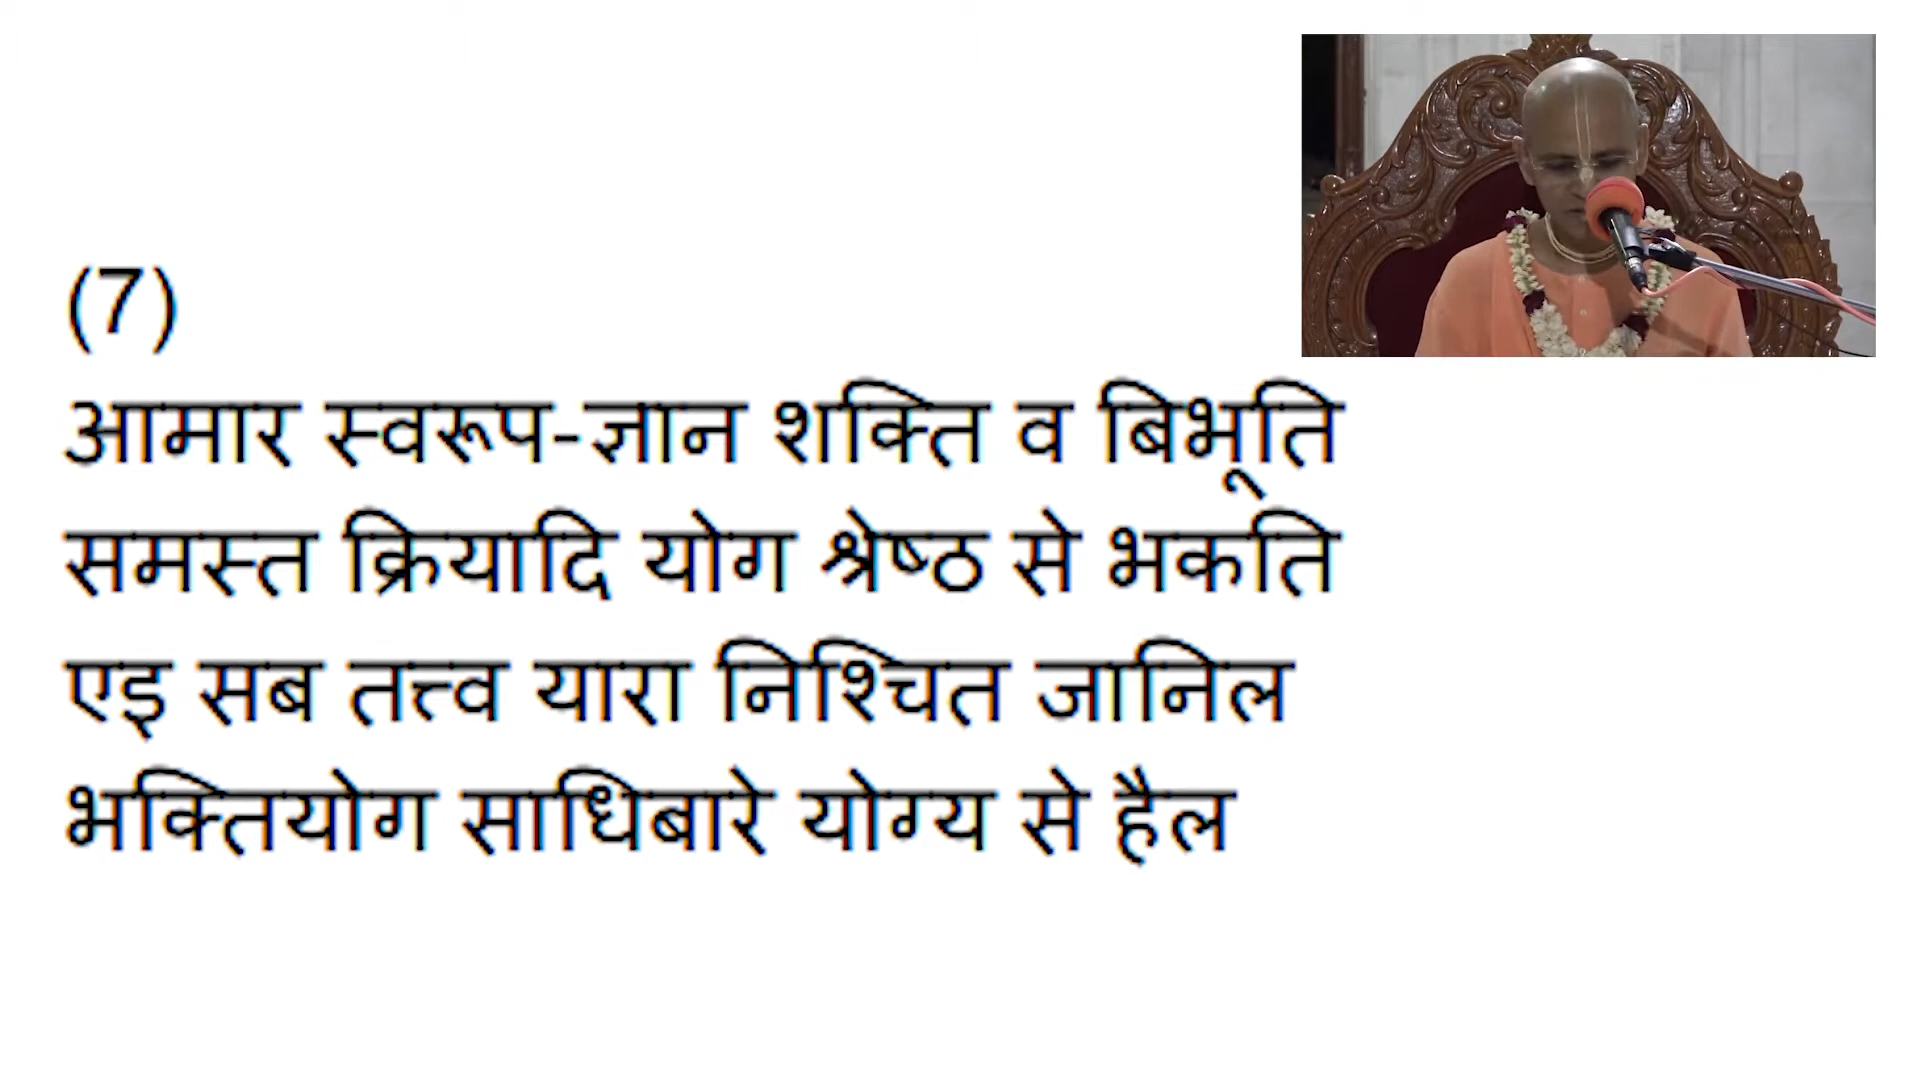 (7)
आमार स्वरूप-ज्ञान शक्ति व बिभूति
समस्त क्रियादि योग श्रेष्ठ से भकति
एइ सब तत्त्व यारा निश्चित जानिल
भक्तियोग साधिबारे योग्य से हैल